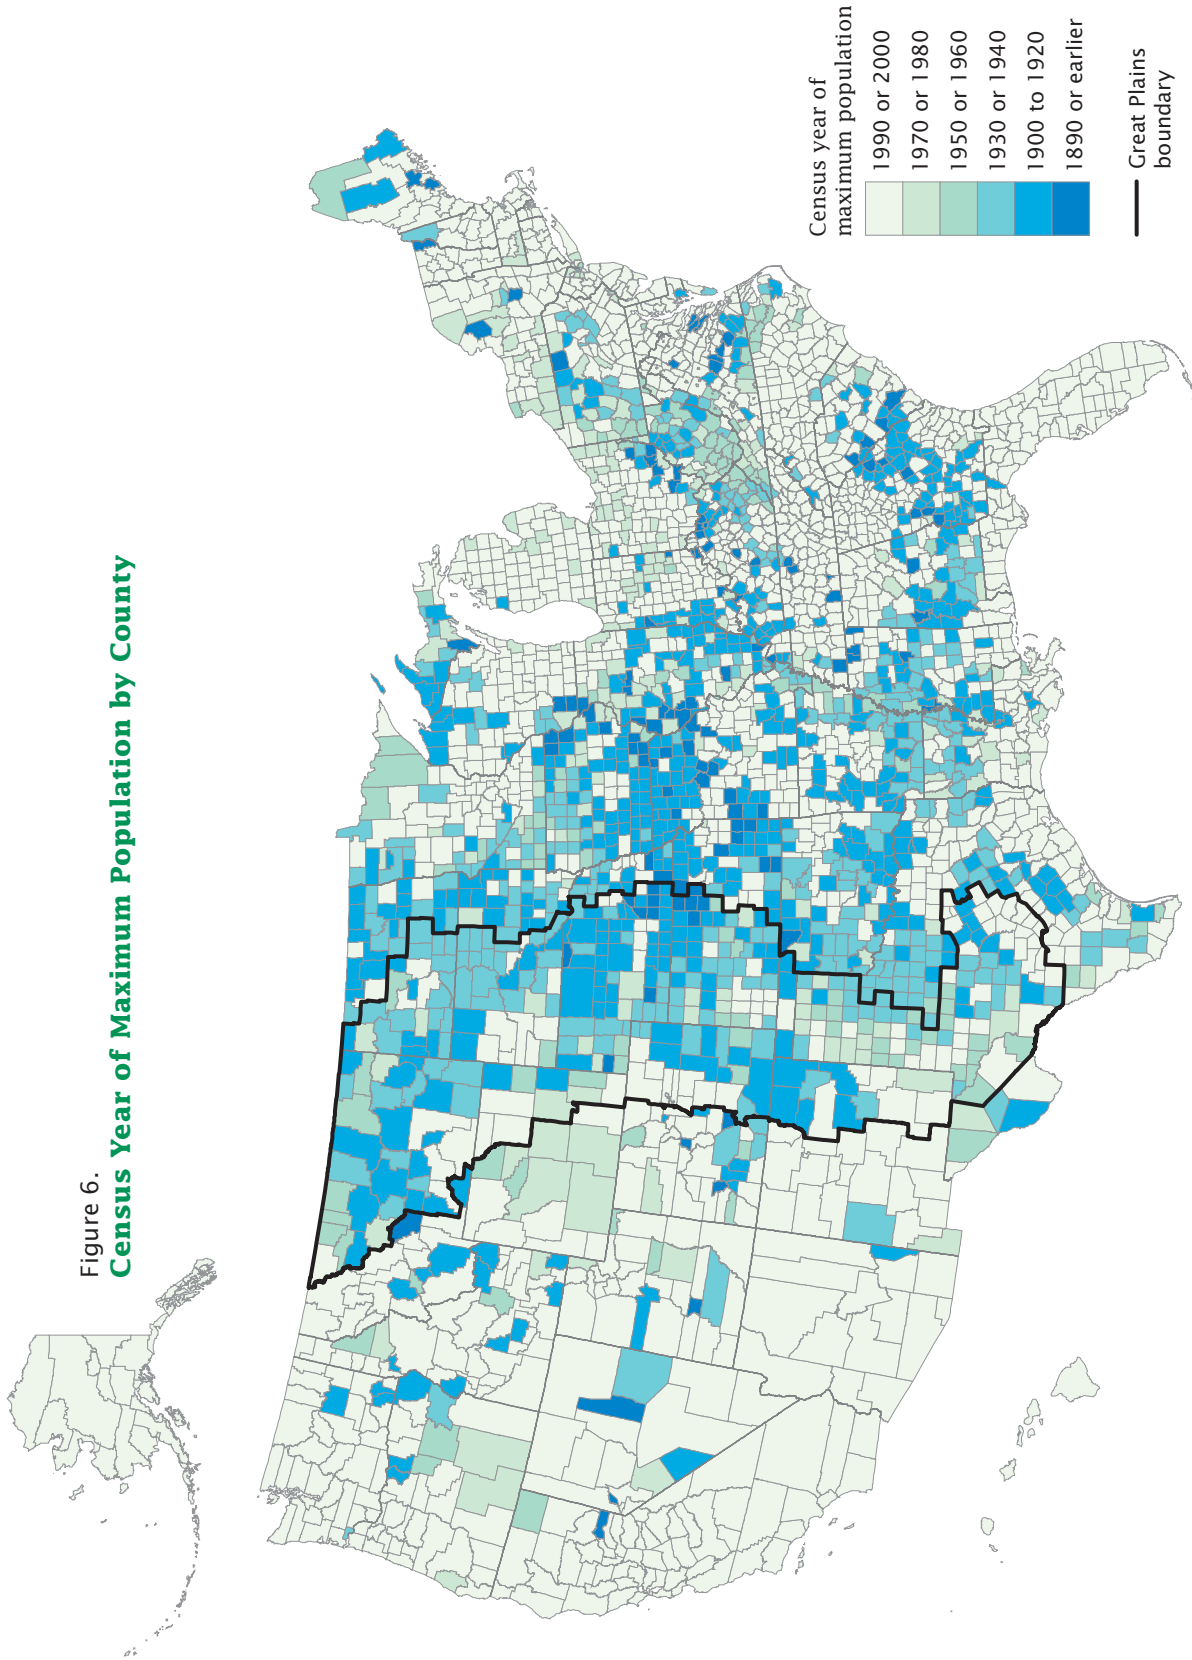 Figure 6.
Census Year of Maximum Population by County
Census year of
maximum population
1990 or 2000
1970 or 1980
1950 or 1960
1930 or 1940
1900 to 1920
1890 or earlier
Great Plains
boundary